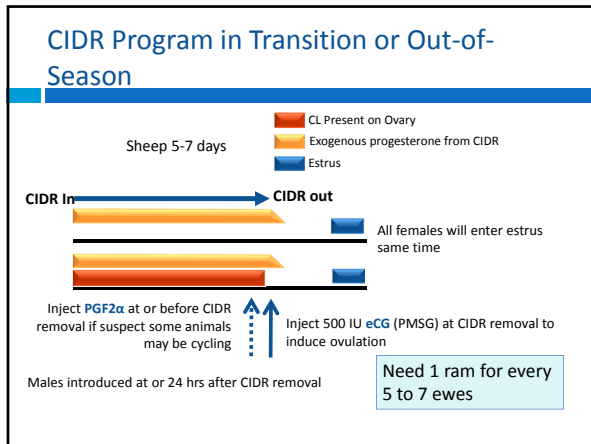 CIDR Program in Transition or Out-of-
Season
CL Present on Ovary
Sheep 5-7 days
Exogenous progesterone from CIDR
Estrus
CIDR In
CIDR out
All females will enter estrus
same time
Inject PGF2α at or before CIDR
removal if suspect some animals
may be cycling
Inject 500 IU eCG (PMSG) at CIDR removal to
induce ovulation
Males introduced at or 24 hrs after CIDR removal
Need 1 ram for every
5 to 7 ewes